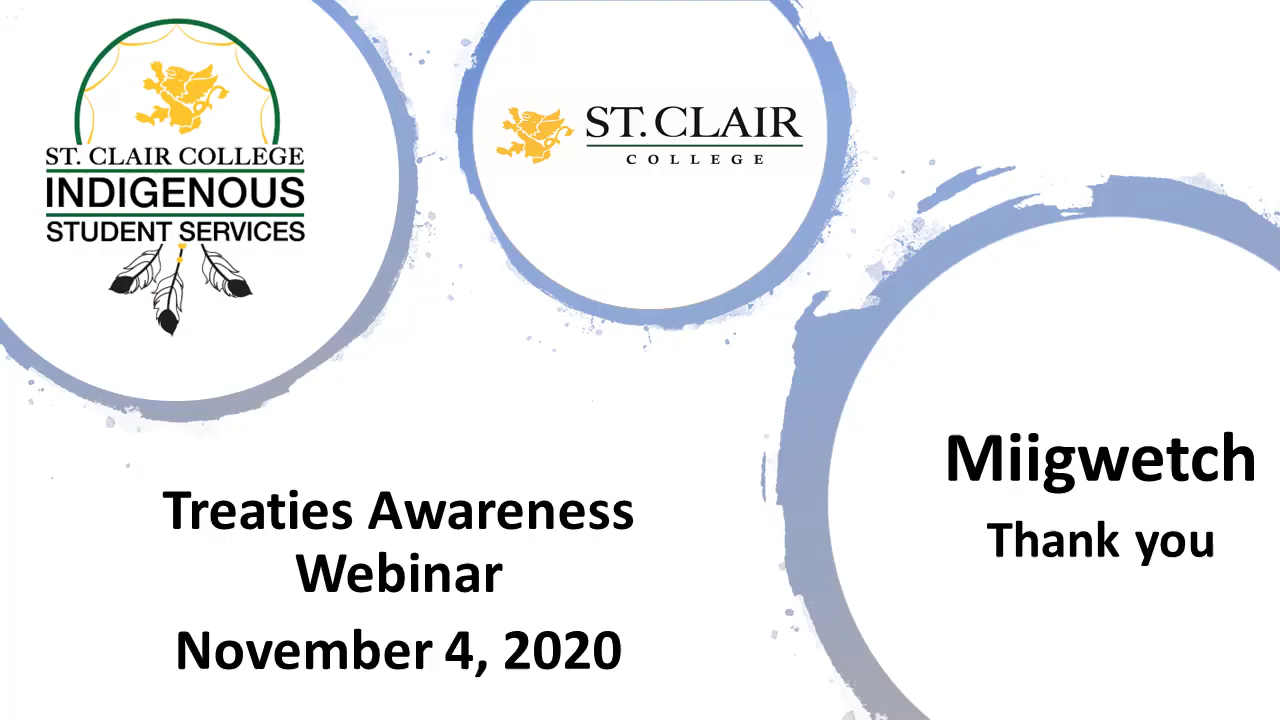 ST. CLAIR COLLEGE
INDIGENOUS
STUDENT SERVICES
ST. CLAIR
COLLEGE
Treaties Awareness
Webinar
November 4, 2020
Miigwetch
Thank you